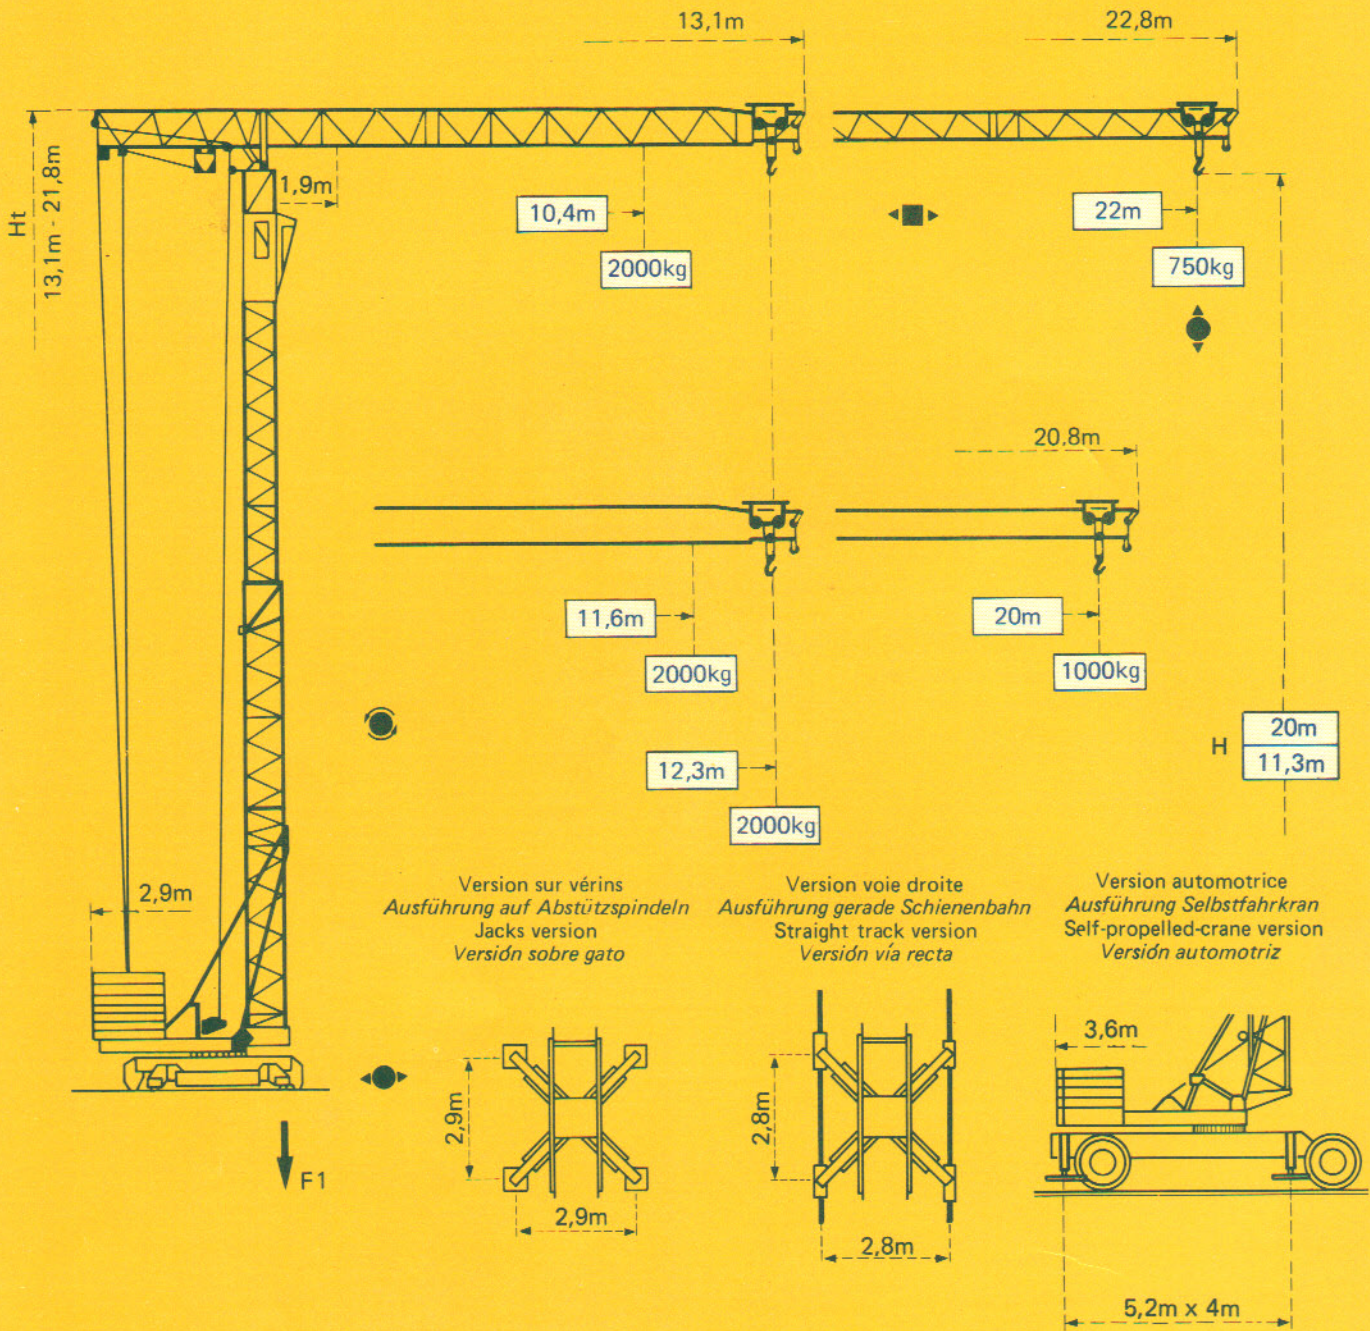 13,1m
22,8m
Ht
13,1m - 21,8m
1,9m
10,4m
22m
2000kg
750kg
20,8m
11,6m
20m
2000kg
1000kg
H
20m
11,3m
12,3m
2000kg
2,9m
Version sur vérins
Ausführung auf Abstützspindeln
Jacks version
Versión sobre gato
Version voie droite
Ausführung gerade Schienenbahn
Straight track version
Versión vía recta
Version automotrice
Ausführung Selbstfahrkran
Self-propelled-crane version
Versión automotriz
3,6m
2,9m
2,8m
F1
2,9m
2,8m
5,2m x 4m